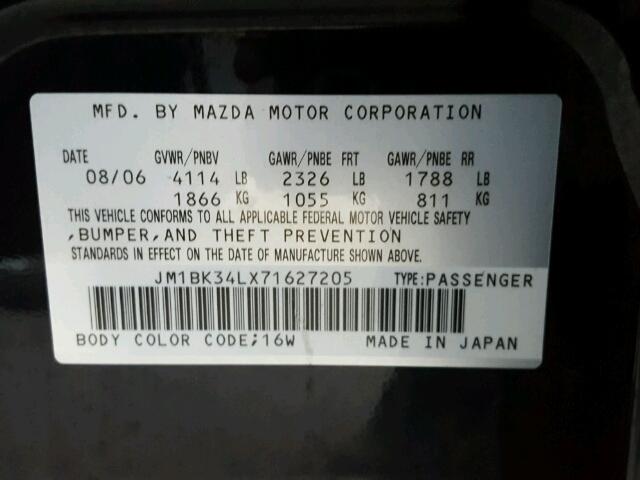 MFD. BY MAZDA MOTOR CORPORATION
DATE GVWR/PNBV GAWR/PNBE FRT GAWR/PNBE RR
08/06 4114 LB 2326 LB 1788 LB
1866 KG 1055 KG 811 KG
THIS VEHICLE CONFORMS TO ALL APPLICABLE FEDERAL MOTOR VEHICLE SAFETY
,BUMPER,AND THEFT PREVENTION
STANDARDS IN EFFECT ON THE DATE OF MANUFACTURE SHOWN ABOVE.
JM1BK34LX71627205 TYPE:PASSENGER
BODY COLOR CODE;16W MADE IN JAPAN